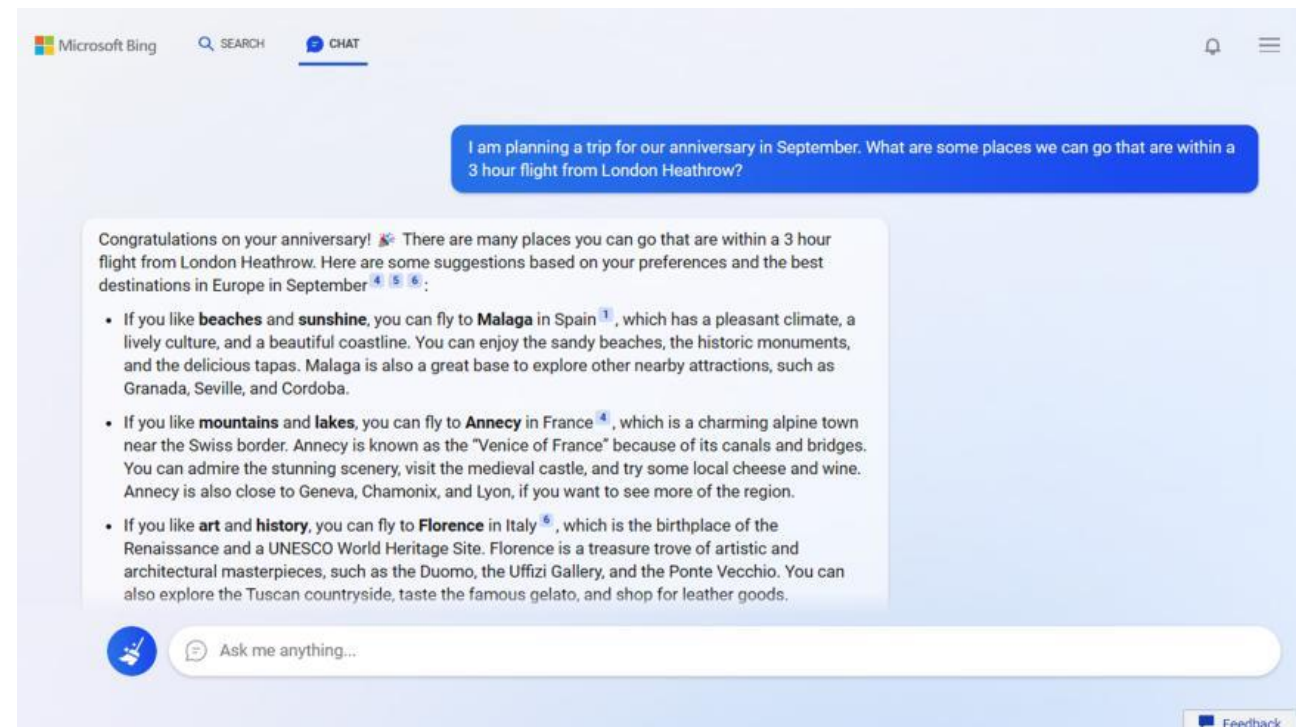 Microsoft Bing
SEARCH
CHAT
I am planning a trip for our anniversary in September. What are some places we can go that are within a
3 hour flight from London Heathrow?
Congratulations on your anniversary! 🎉 There are many places you can go that are within a 3 hour
flight from London Heathrow. Here are some suggestions based on your preferences and the best
destinations in Europe in September 4 5 6 :
• If you like beaches and sunshine, you can fly to Malaga in Spain 1 , which has a pleasant climate, a
lively culture, and a beautiful coastline. You can enjoy the sandy beaches, the historic monuments,
and the delicious tapas. Malaga is also a great base to explore other nearby attractions, such as
Granada, Seville, and Cordoba.
• If you like mountains and lakes, you can fly to Annecy in France 4 , which is a charming alpine town
near the Swiss border. Annecy is known as the “Venice of France” because of its canals and bridges.
You can admire the stunning scenery, visit the medieval castle, and try some local cheese and wine.
Annecy is also close to Geneva, Chamonix, and Lyon, if you want to see more of the region.
• If you like art and history, you can fly to Florence in Italy 6 , which is the birthplace of the
Renaissance and a UNESCO World Heritage Site. Florence is a treasure trove of artistic and
architectural masterpieces, such as the Duomo, the Uffizi Gallery, and the Ponte Vecchio. You can
also explore the Tuscan countryside, taste the famous gelato, and shop for leather goods.
Ask me anything...
Feedback